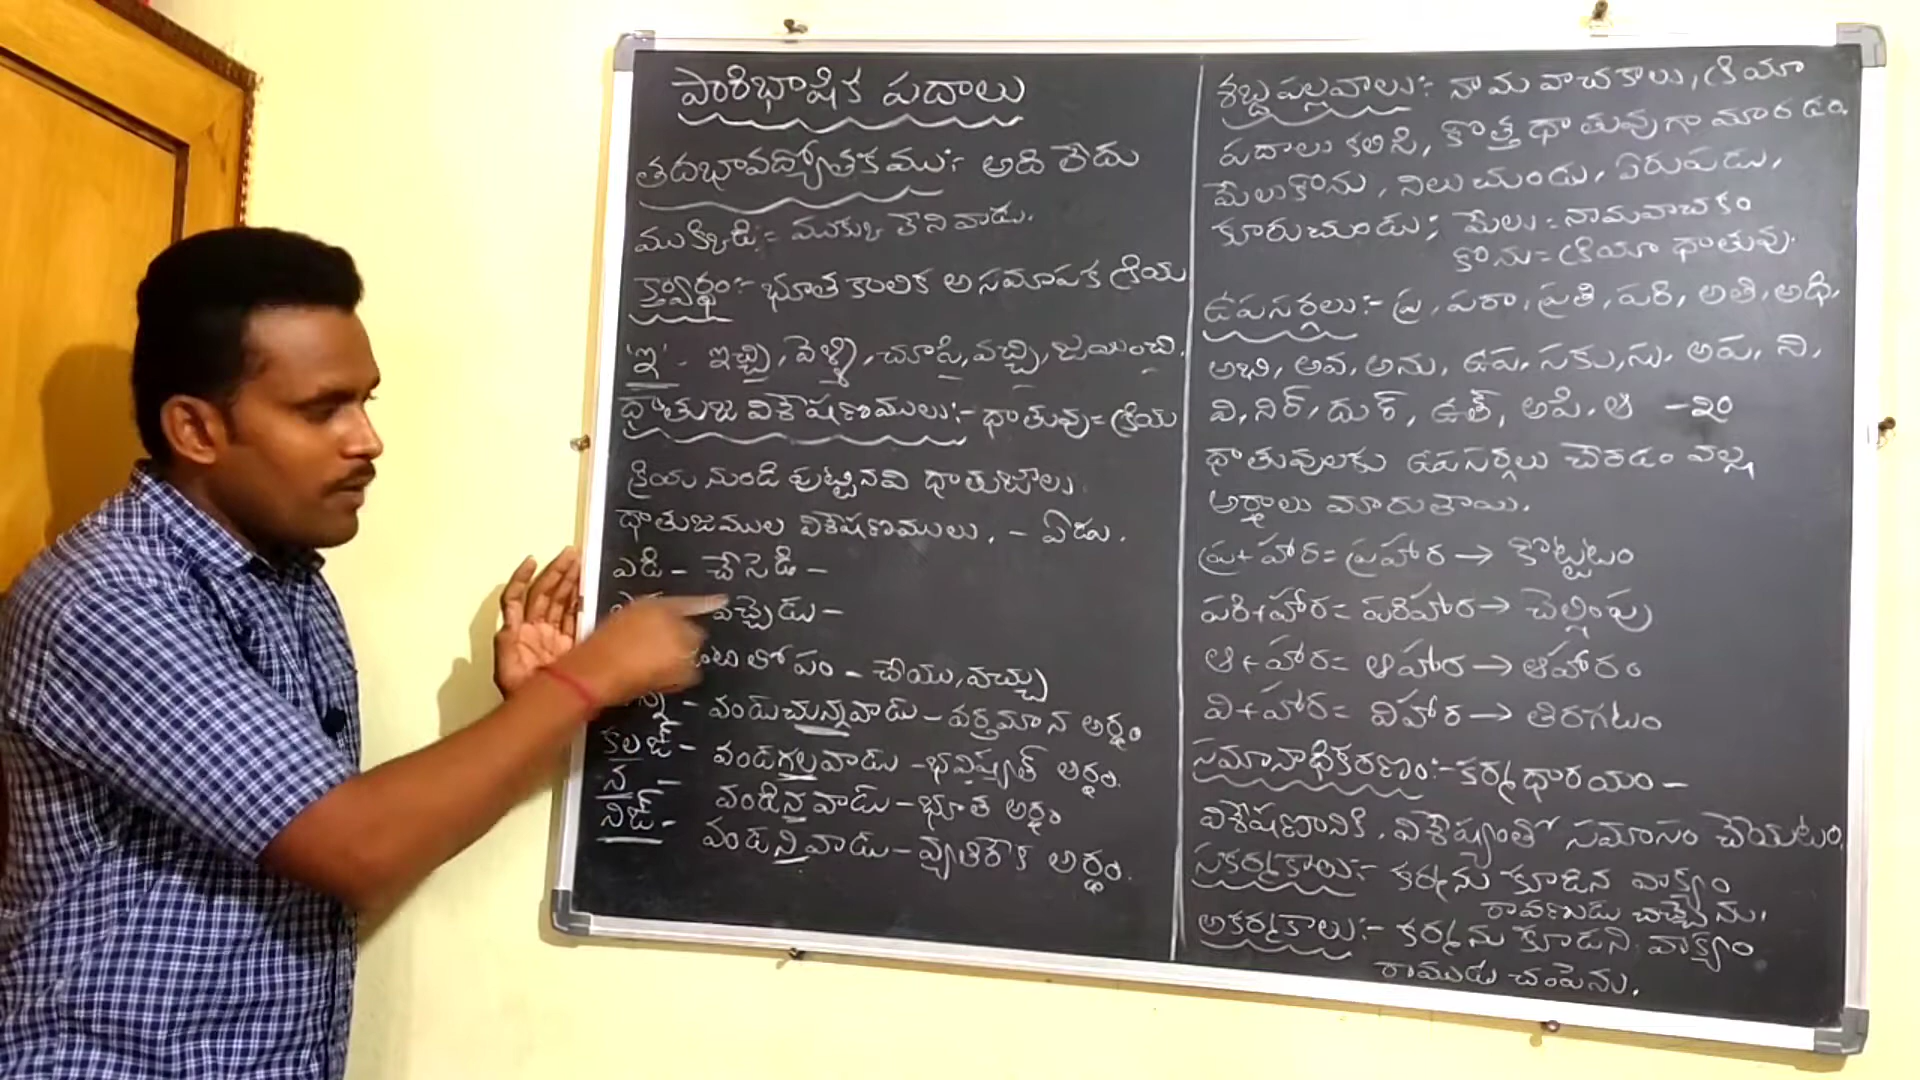 పారిభాషిక పదాలు
తదభావద్యోతకము:- అది లేదు
ముక్కిడి:= ముక్కు లేనివాడు.
క్త్వార్థం:- భూత కాలిక అసమాపక క్రియ
'ఇ' - ఇచ్చి, వెళ్ళి, చూసి, వచ్చి, జయించి.
ధాతుజ విశేషణములు:- ధాతువు = క్రియ
క్రియ నుండి పుట్టినవి ధాతుజాలు.
ధాతుజముల విశేషణములు. - ఏడు.
ఎడి - చేసెడి -
వచ్చెడు -
లోపం - చేయు, వచ్చు
వండుచున్నవాడు - వర్తమాన అర్థం
కలజ్ - వండగలవాడు - భవిష్యత్ అర్థం.
న - వండినవాడు - భూత అర్థం
నిజ్ - వండనివాడు - వ్యతిరేక అర్థం.
శబ్ద పల్లవాలు:- నామ వాచకాలు, క్రియా
పదాలు కలిసి, కొత్త ధాతువుగా మారడం.
మేలుకొను, నిలుచుండు, ఏరుపడు,
కూరుచుండు; మేలు = నామవాచకం
కొను = క్రియా ధాతువు.
ఉపసర్గలు:- ప్ర, పరా, ప్రతి, పరి, అతి, అధి,
అభి, అవ, అను, ఉప, సకు, సు, అప, ని,
వి, నిర్, దుర్, ఉత్, అపి, ఆ - 20
ధాతువులకు ఉపసర్గలు చేరడం వల్ల
అర్థాలు మారుతాయి.
ప్ర + హార = ప్రహార → కొట్టటం
పరి + హార = పరిహార → చెల్లింపు
ఆ + హార = ఆహార → ఆహారం
వి + హార = విహార → తిరగటం
సమానాధికరణం:- కర్మధారయం -
విశేషణానికి, విశేష్యంతో సమాసం చేయటం.
సకర్మకాలు:- కర్మను కూడిన వాక్యం
రావణుడు చచ్చెను.
అకర్మకాలు:- కర్మను కూడని వాక్యం
రాముడు చంపెను.